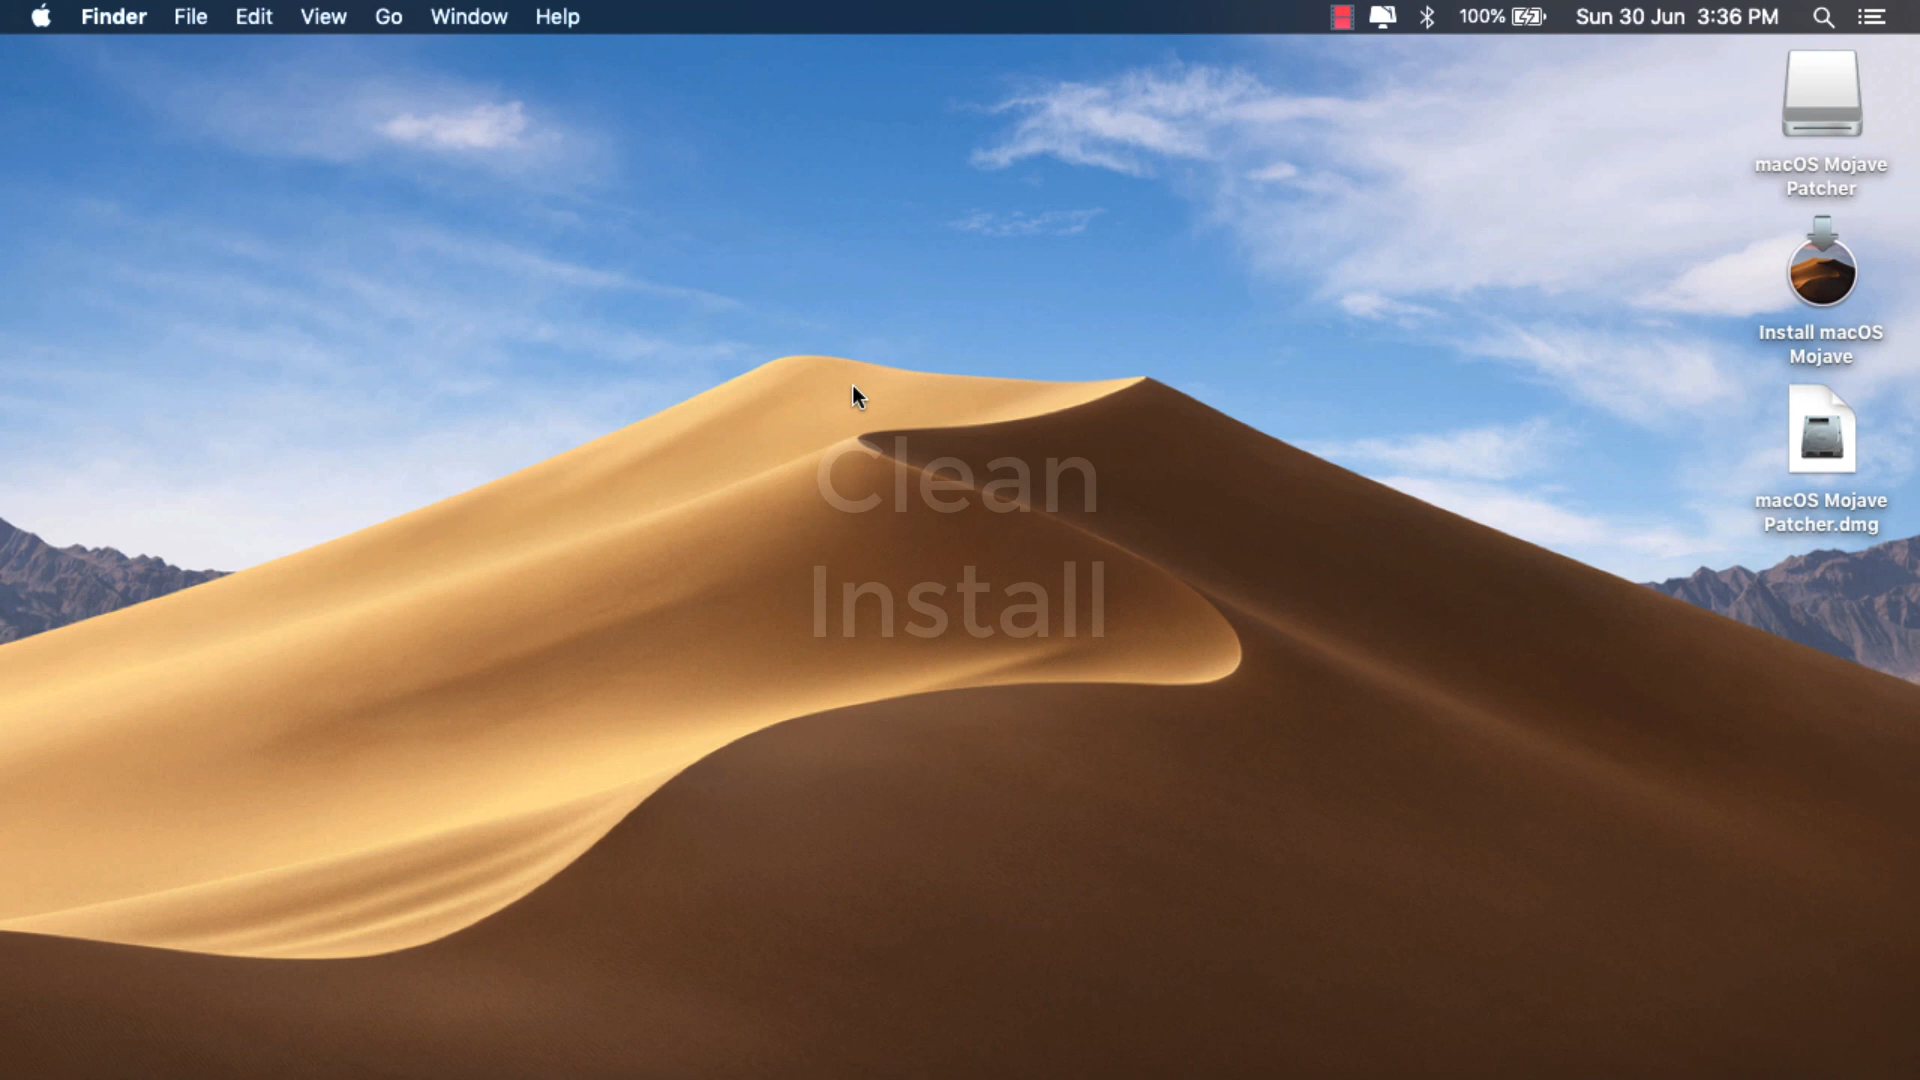 Finder File Edit View Go Window Help 100% Sun 30 Jun 3:36 PM
macOS Mojave
Patcher
Install macOS
Mojave
macOS Mojave
Patcher.dmg
Clean
Install